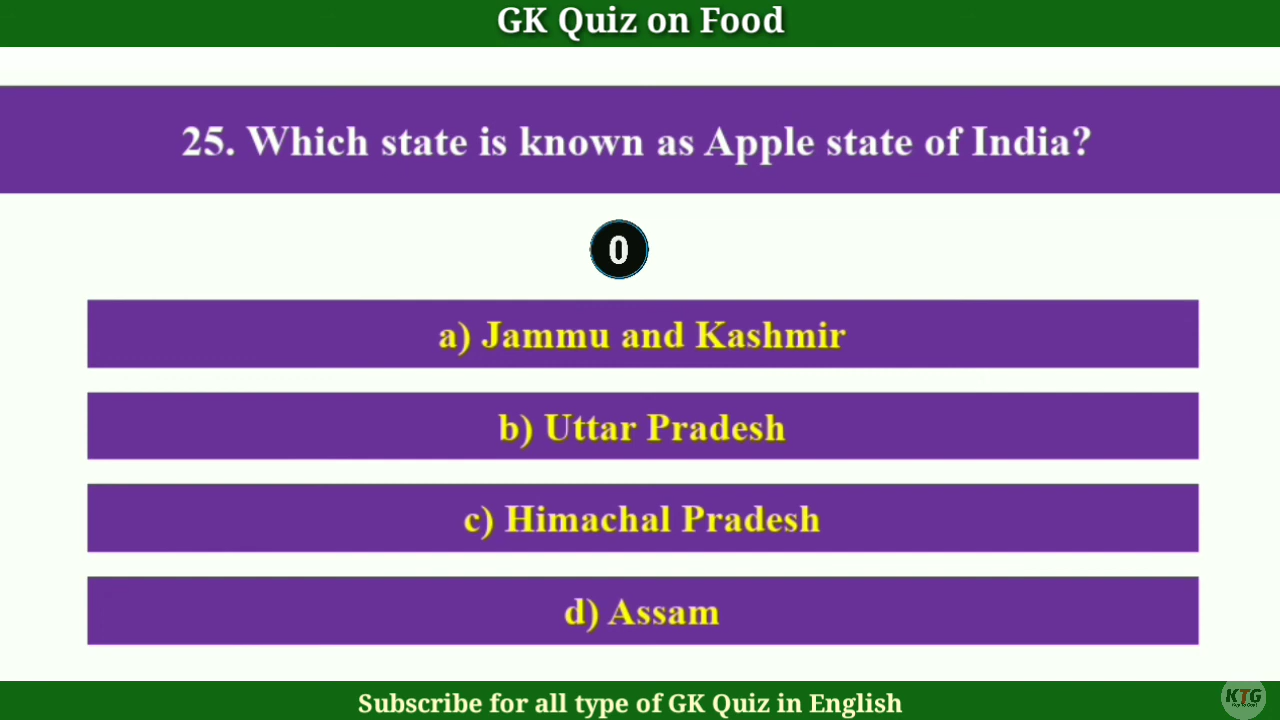 GK Quiz on Food
25. Which state is known as Apple state of India?
0
a) Jammu and Kashmir
b) Uttar Pradesh
c) Himachal Pradesh
d) Assam
Subscribe for all type of GK Quiz in English
KTG